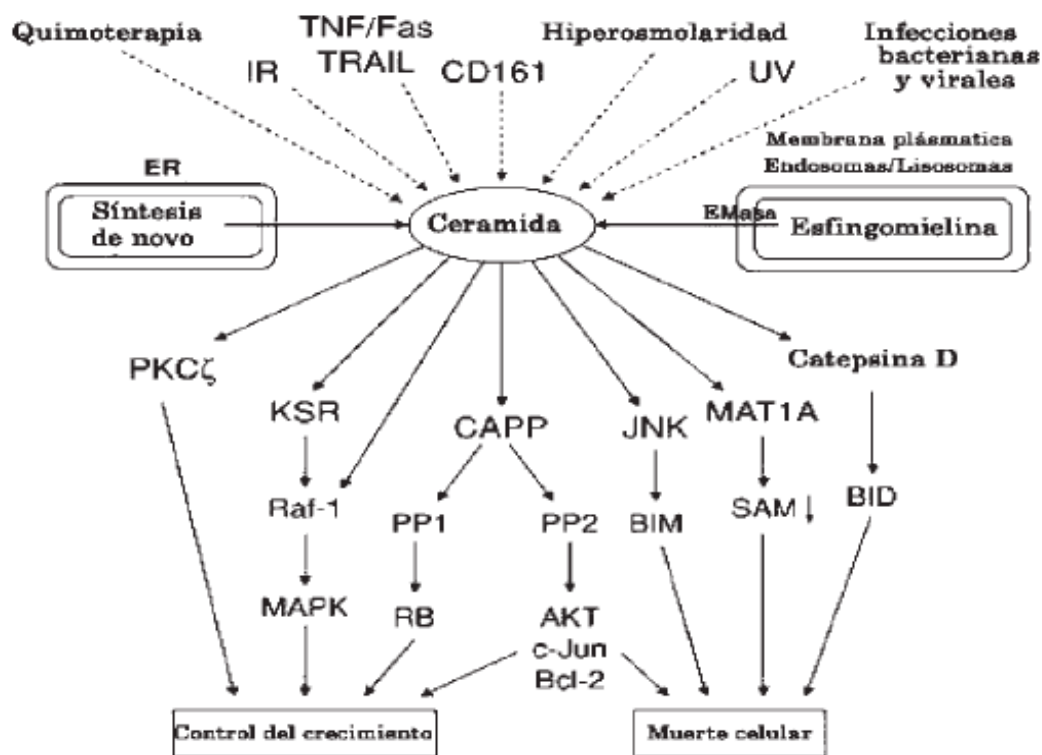 Quimoterapia
IR
TNF/Fas
TRAIL
CD161
Hiperosmolaridad
UV
Infecciones
bacterianas
y virales
ER
Síntesis
de novo
Ceramida
Membrana plásmatica
Endosomas/Lisosomas
EMasa
Esfingomielina
PKCζ
KSR
CAPP
JNK
MAT1A
Catepsina D
Raf-1
PP1
PP2
BIM
SAM↓
BID
MAPK
RB
AKT
c-Jun
Bcl-2
Control del crecimiento
Muerte celular